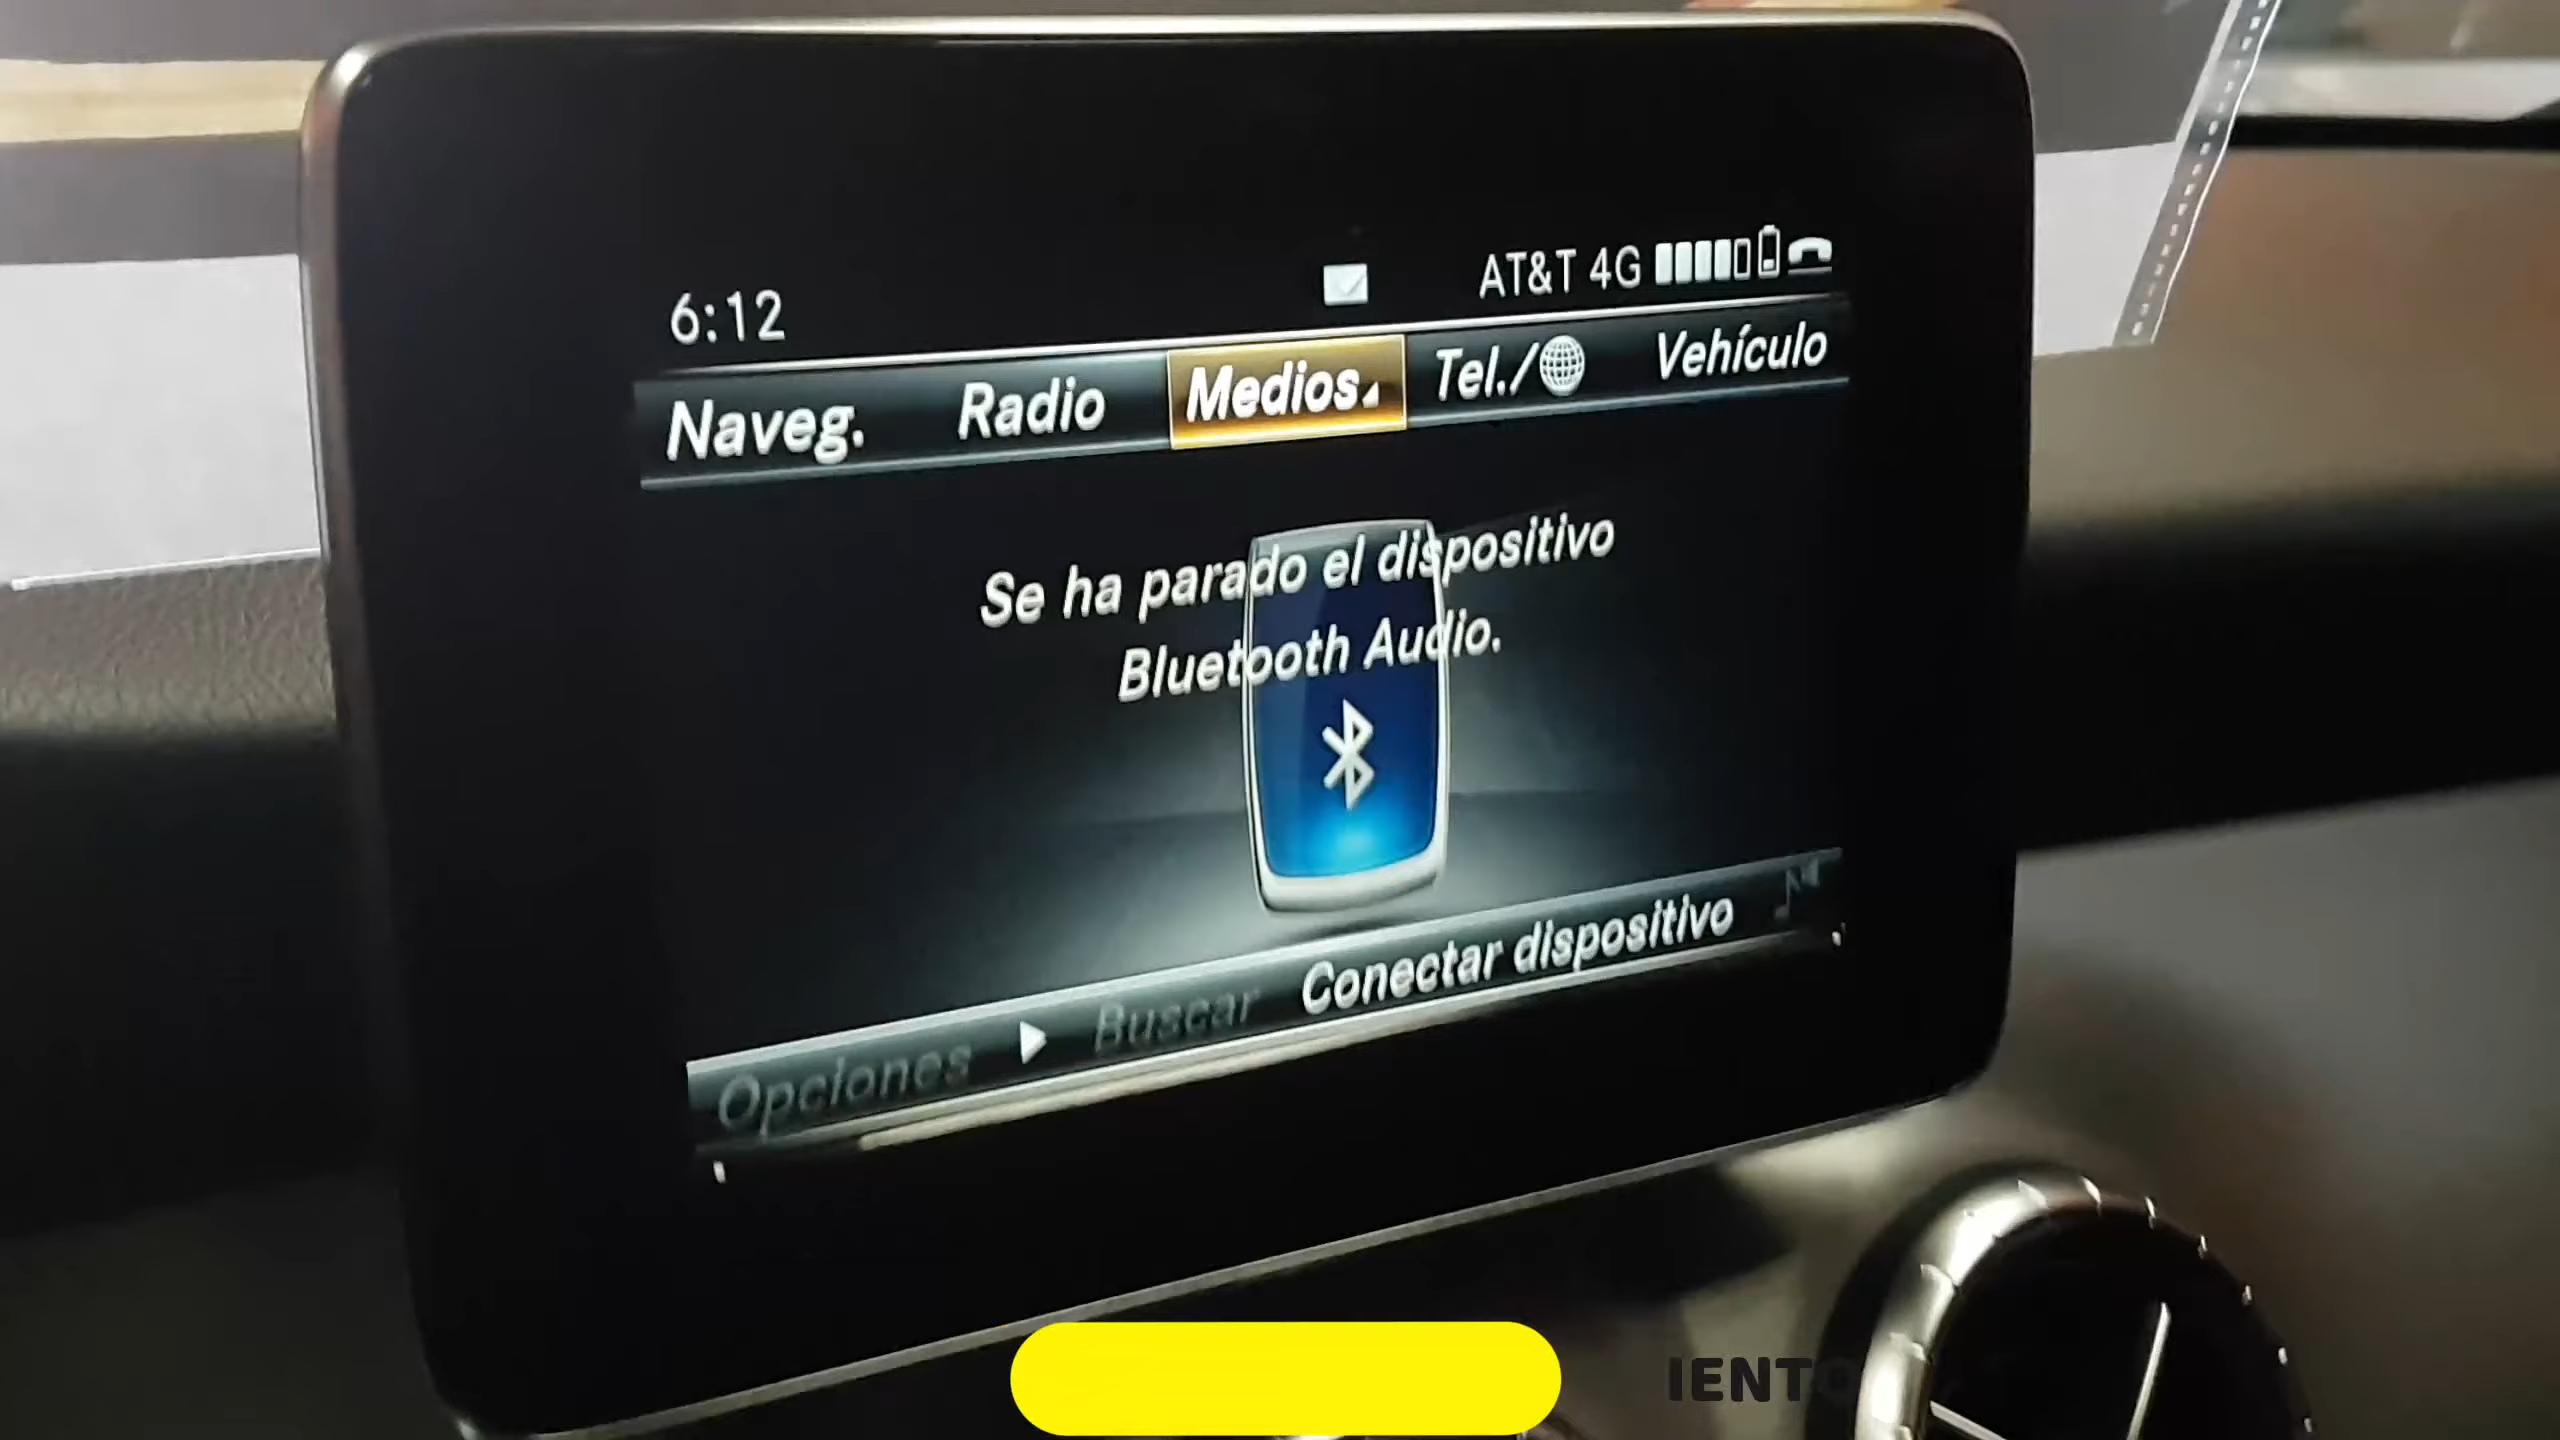 6:12 AT&T 4G
Naveg. Radio Medios Tel./ Vehículo
Se ha parado el dispositivo
Bluetooth Audio.
Opciones Buscar Conectar dispositivo
IENTO